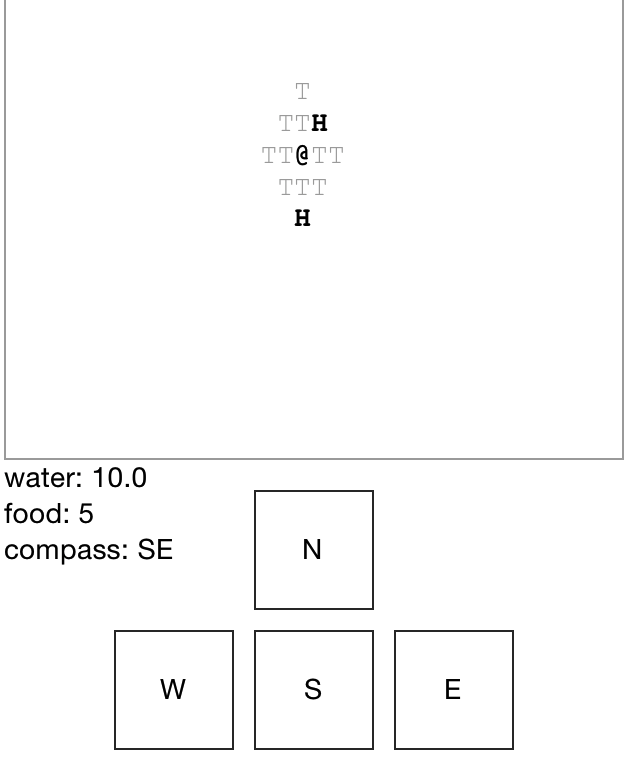 T
TTH
TT@TT
TTT
H
water: 10.0
food: 5
compass: SE
N
W S E